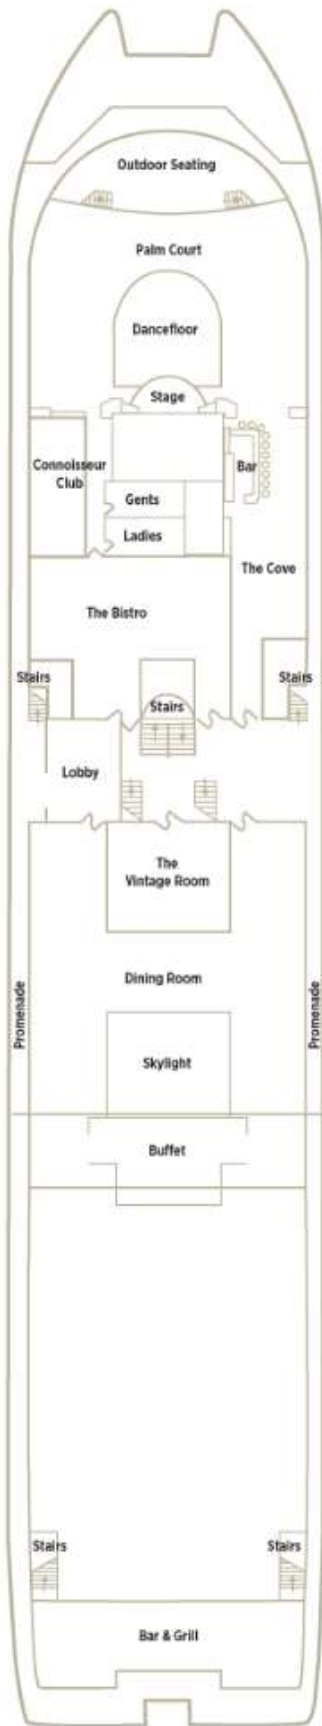 Outdoor Seating
Palm Court
Dancefloor
Stage
Connoisseur
Club
Bar
Gents
Ladies
The Cove
The Bistro
Stairs
Stairs
Stairs
Lobby
The
Vintage Room
Dining Room
Promenade
Promenade
Skylight
Buffet
Stairs
Stairs
Bar & Grill